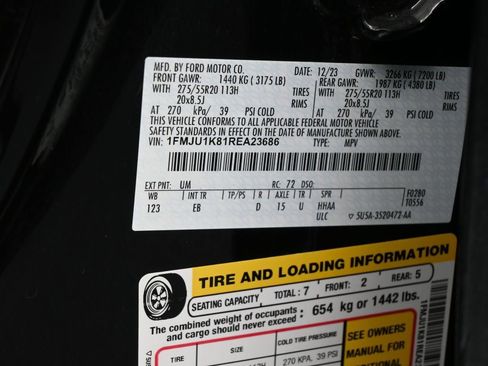 MFD. BY FORD MOTOR CO. DATE: 12/23 GVWR: 3266 KG ( 7200 LB)
FRONT GAWR: 1440 KG ( 3175 LB) REAR GAWR: 1987 KG ( 4380 LB)
WITH 275/55R20 113H TIRES WITH 275/55R20 113H TIRES
20x8.5J RIMS 20x8.5J RIMS
AT 270 kPa/ 39 PSI COLD AT 270 kPa/ 39 PSI COLD
THIS VEHICLE CONFORMS TO ALL APPLICABLE FEDERAL MOTOR VEHICLE
SAFETY AND THEFT PREVENTION STANDARDS IN EFFECT ON THE DATE OF MANUFACTURE SHOWN ABOVE.
VIN: 1FMJU1K81REA23686 TYPE: MPV
EXT PNT: UM RC: 72 DSO:
WB INT TR TP/PS R AXLE TR SPR F0280
123 EB D 15 U HHAA T0556
ULC 5U5A-3520472-AA
TIRE AND LOADING INFORMATION
SEATING CAPACITY TOTAL: 7 FRONT: 2 REAR: 5
The combined weight of occupants and cargo should never exceed: 654 kg or 1442 lbs.
TIRE SIZE COLD TIRE PRESSURE
270 KPA, 39 PSI
SEE OWNERS
MANUAL FOR